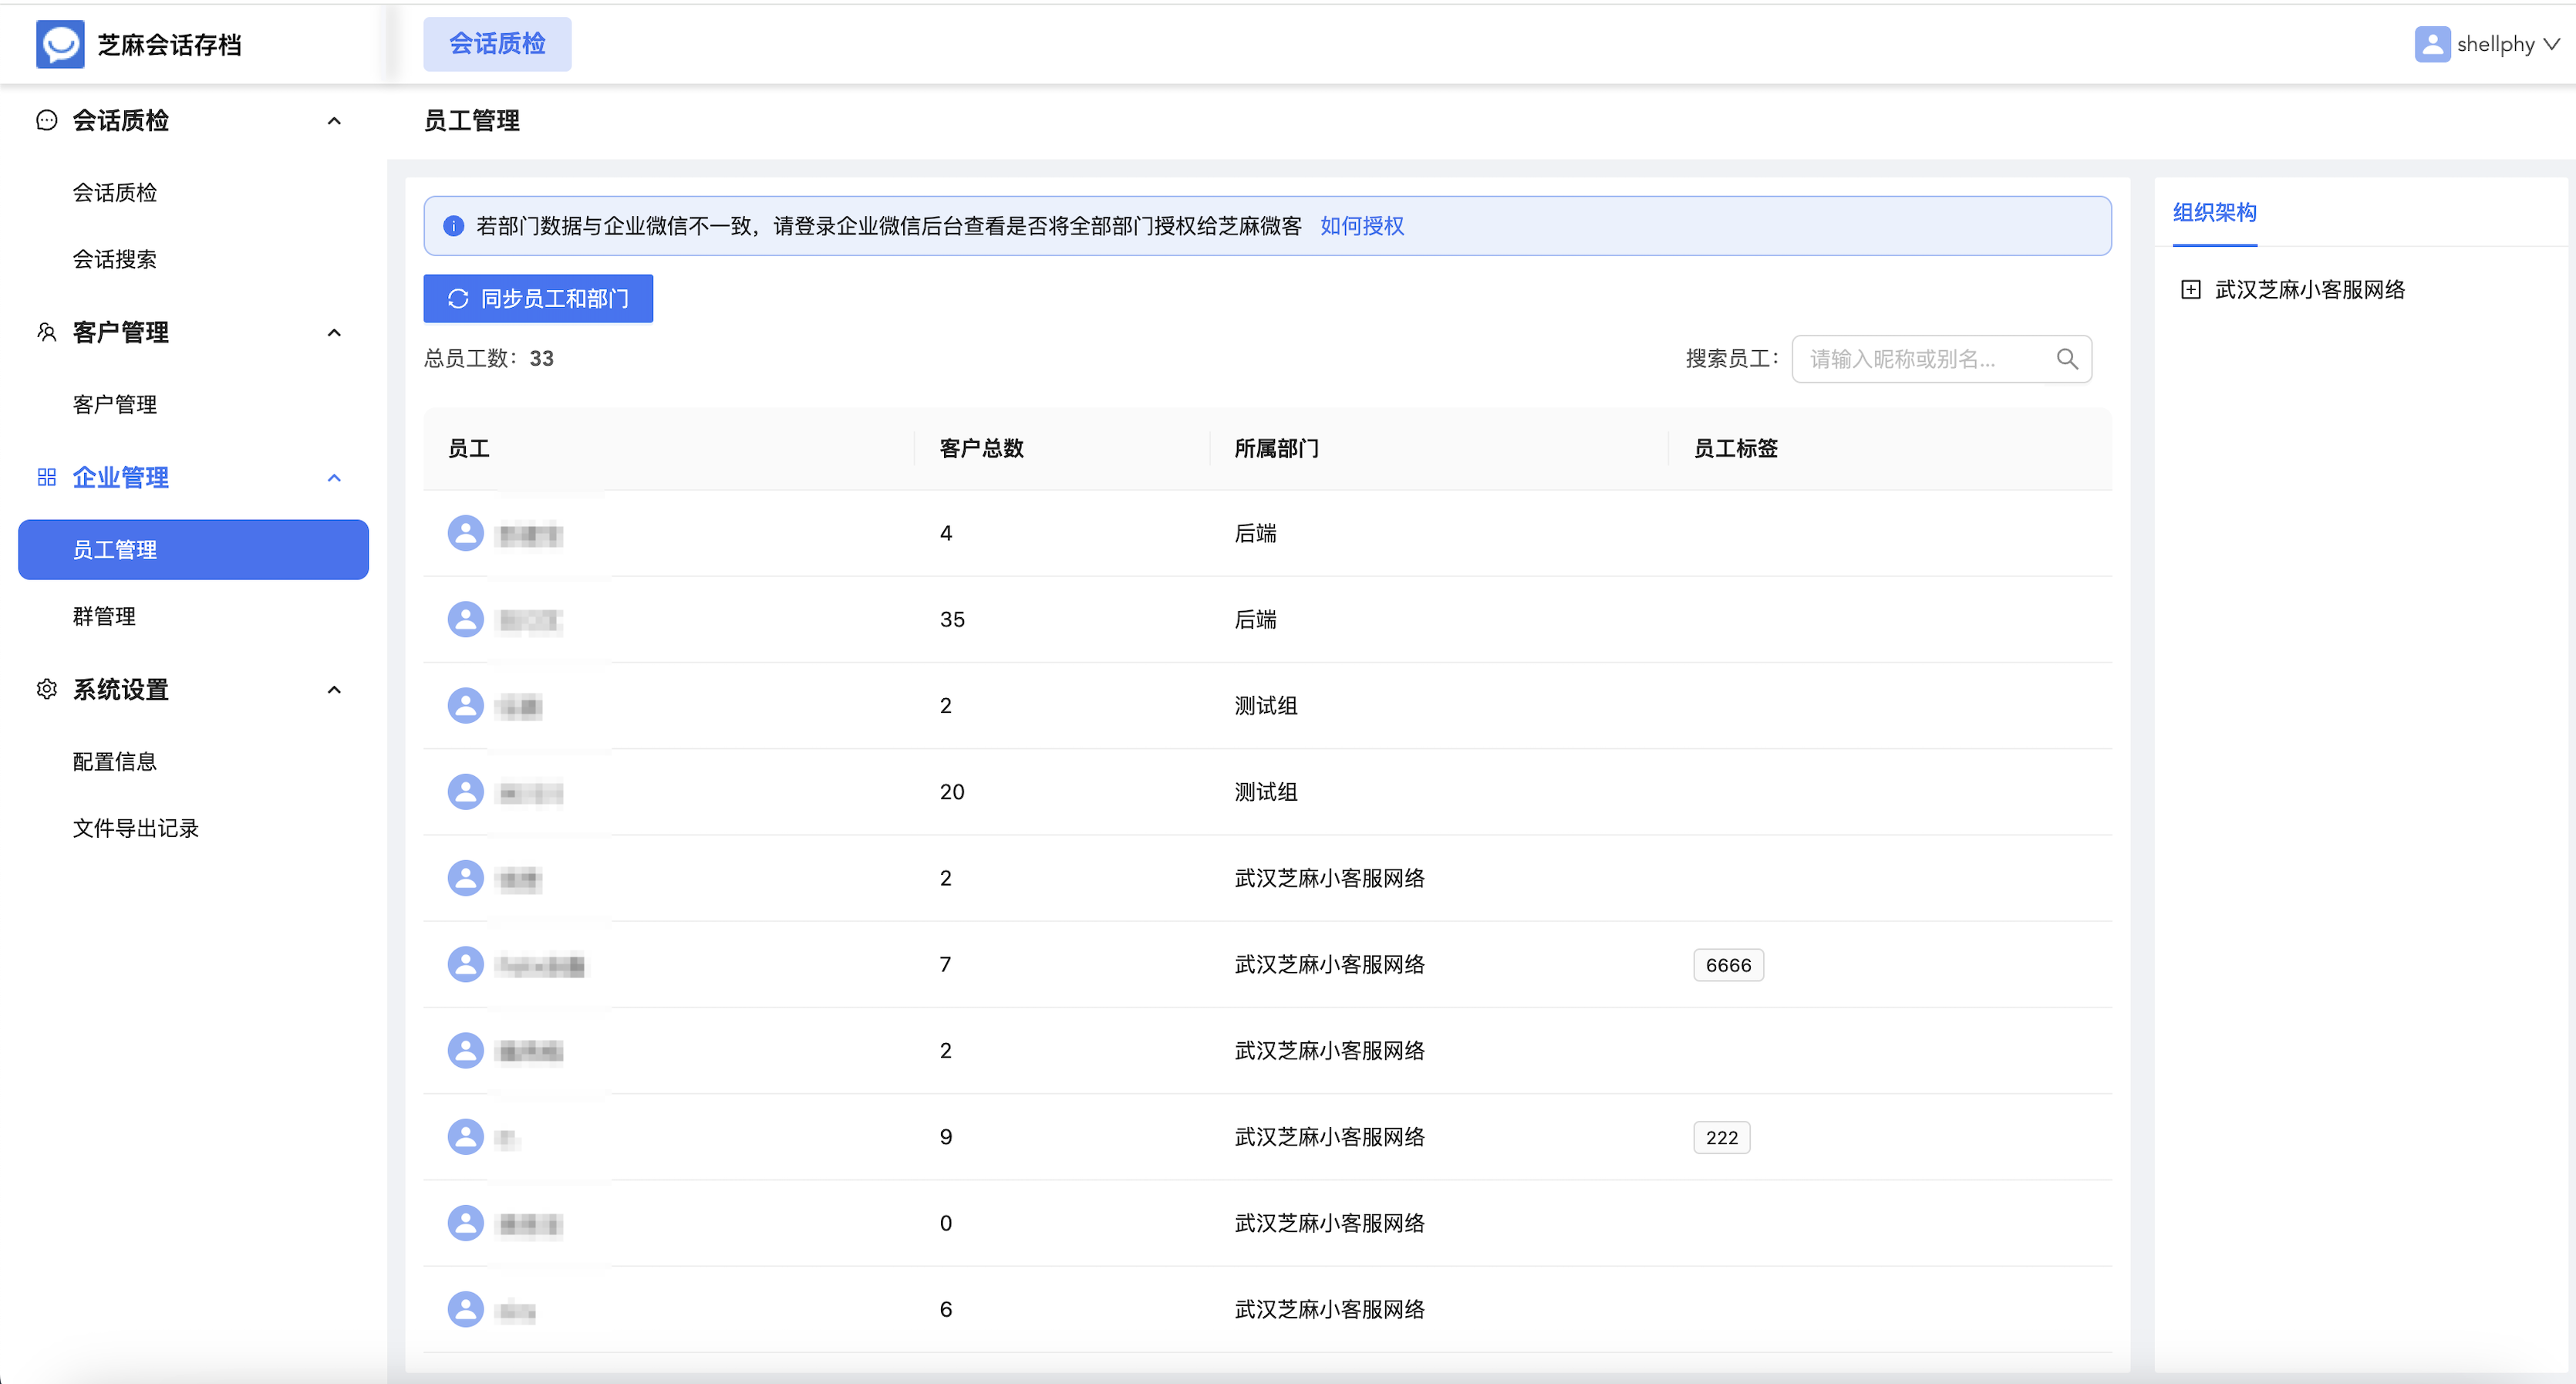 芝麻会话存档
会话质检
shellphy
会话质检
会话质检
会话搜索
客户管理
客户管理
企业管理
员工管理
群管理
系统设置
配置信息
文件导出记录
员工管理
若部门数据与企业微信不一致，请登录企业微信后台查看是否将全部部门授权给芝麻微客 如何授权
同步员工和部门
总员工数：33
搜索员工： 请输入昵称或别名...
员工 客户总数 所属部门 员工标签
4 后端
35 后端
2 测试组
20 测试组
2 武汉芝麻小客服网络
7 武汉芝麻小客服网络 6666
2 武汉芝麻小客服网络
9 武汉芝麻小客服网络 222
0 武汉芝麻小客服网络
6 武汉芝麻小客服网络
组织架构
武汉芝麻小客服网络